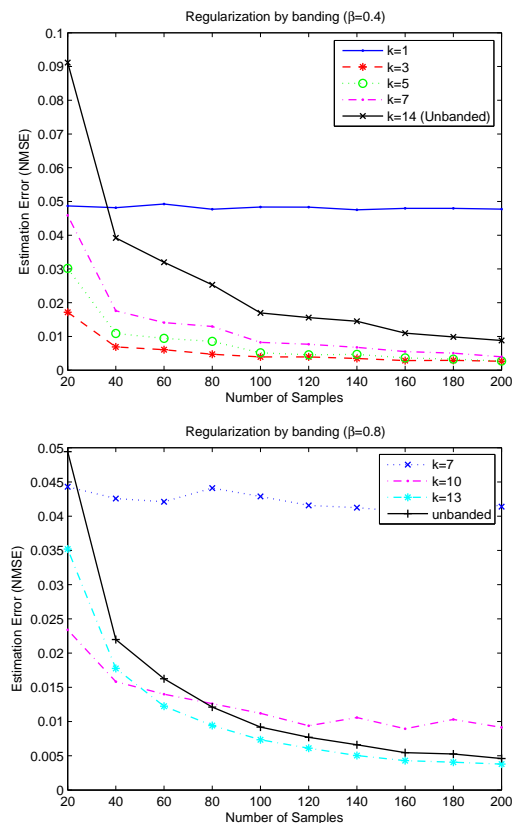 Regularization by banding (β=0.4)
0.1
0.09
0.08
0.07
0.06
0.05
0.04
0.03
0.02
0.01
0
Estimation Error (NMSE)
k=1
k=3
k=5
k=7
k=14 (Unbanded)
20 40 60 80 100 120 140 160 180 200
Number of Samples
Regularization by banding (β=0.8)
0.05
0.045
0.04
0.035
0.03
0.025
0.02
0.015
0.01
0.005
0
Estimation Error (NMSE)
k=7
k=10
k=13
unbanded
20 40 60 80 100 120 140 160 180 200
Number of Samples